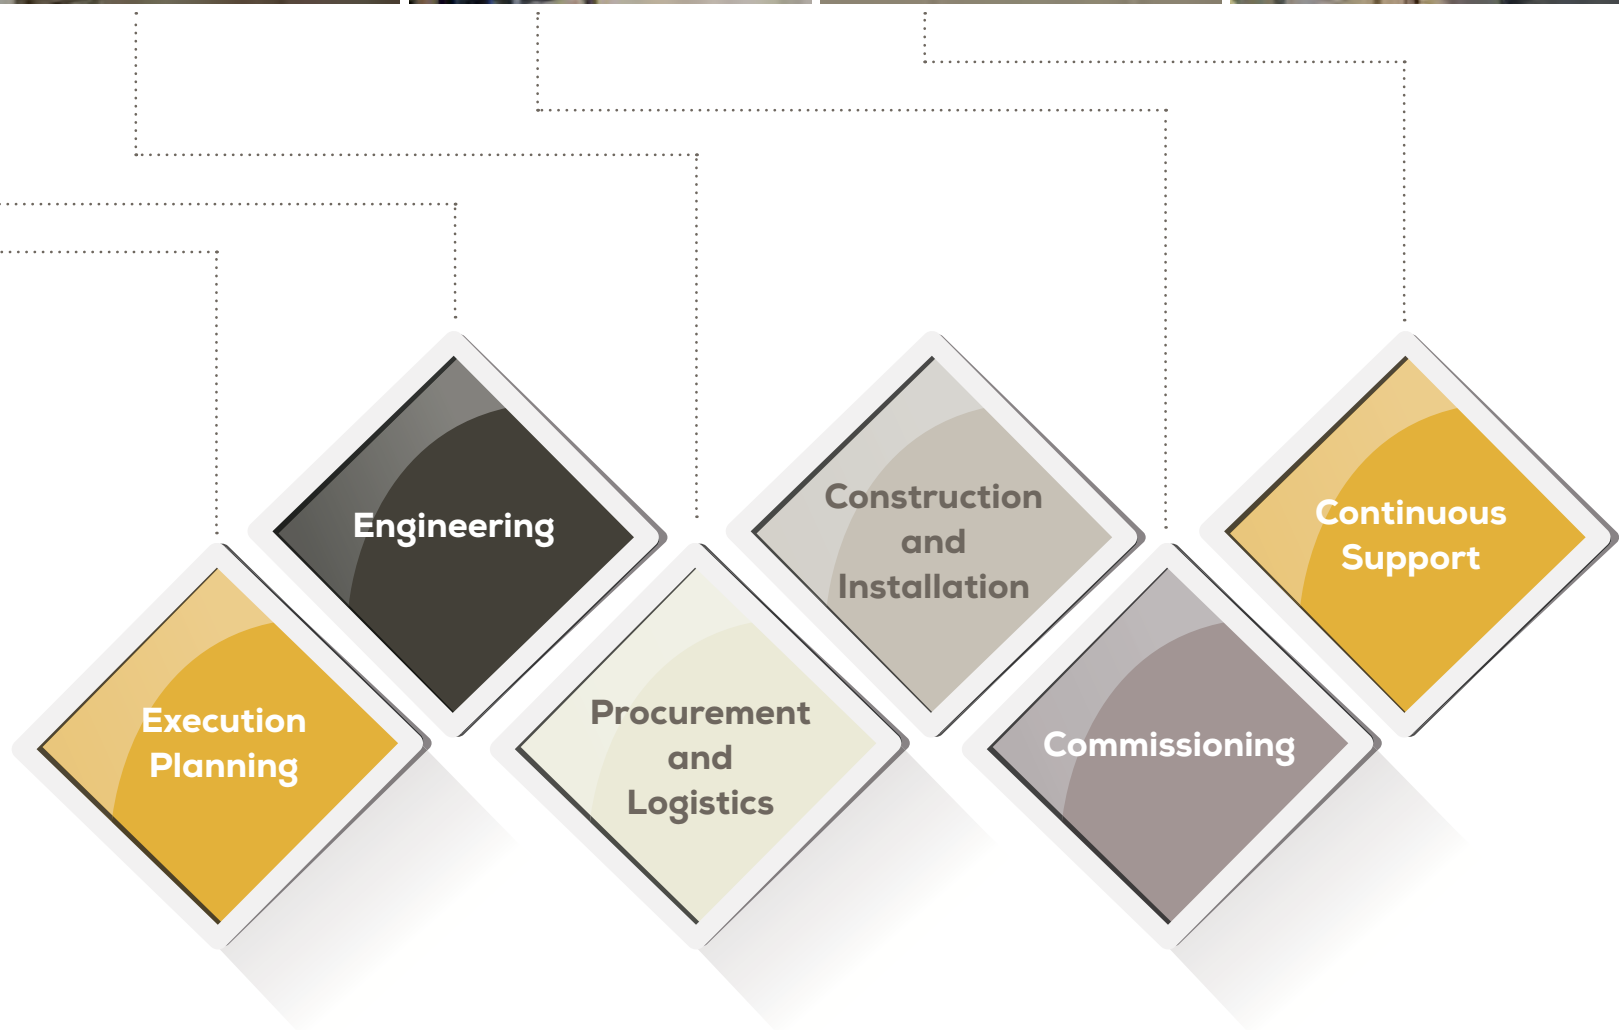 Execution
Planning
Engineering
Procurement
and
Logistics
Construction
and
Installation
Commissioning
Continuous
Support